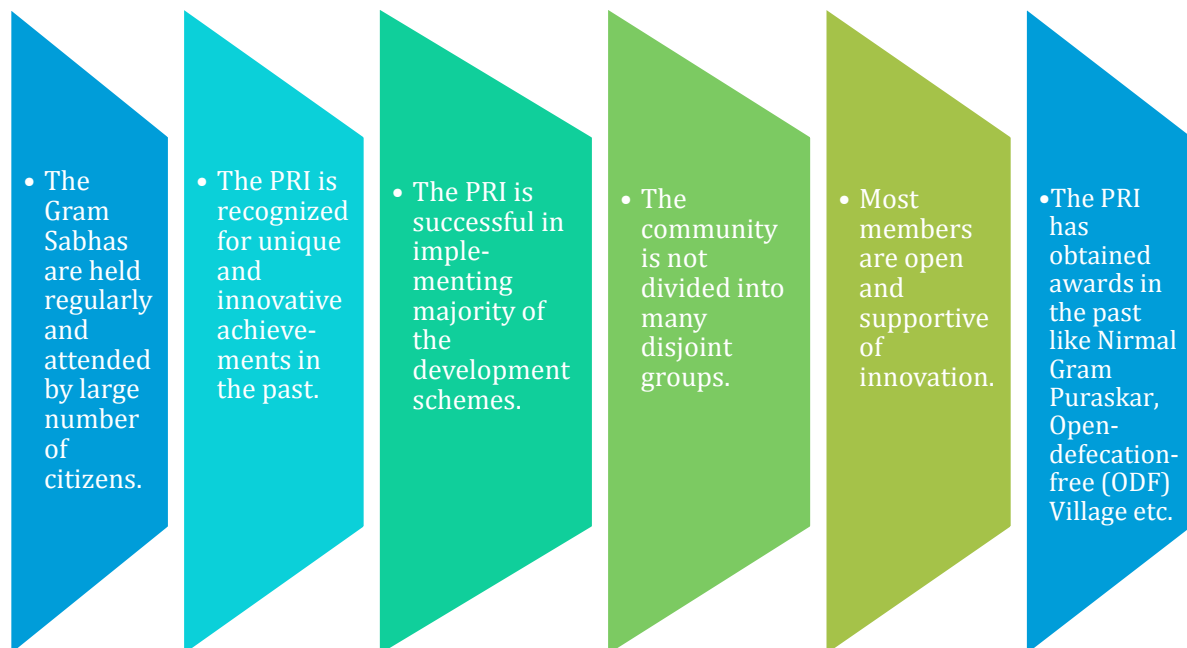 • The
Gram
Sabhas
are held
regularly
and
attended
by large
number
of
citizens.
• The PRI is
recognized
for unique
and
innovative
achieve-
ments in
the past.
• The PRI is
successful in
imple-
menting
majority of
the
development
schemes.
• The
community
is not
divided into
many
disjoint
groups.
• Most
members
are open
and
supportive
of
innovation.
•The PRI
has
obtained
awards in
the past
like Nirmal
Gram
Puraskar,
Open-
defecation-
free (ODF)
Village etc.